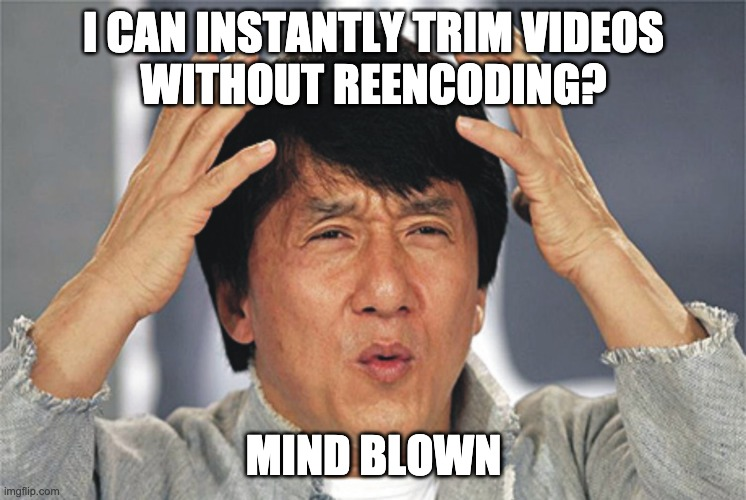 I CAN INSTANTLY TRIM VIDEOS
WITHOUT REENCODING?
MIND BLOWN
imgflip.com